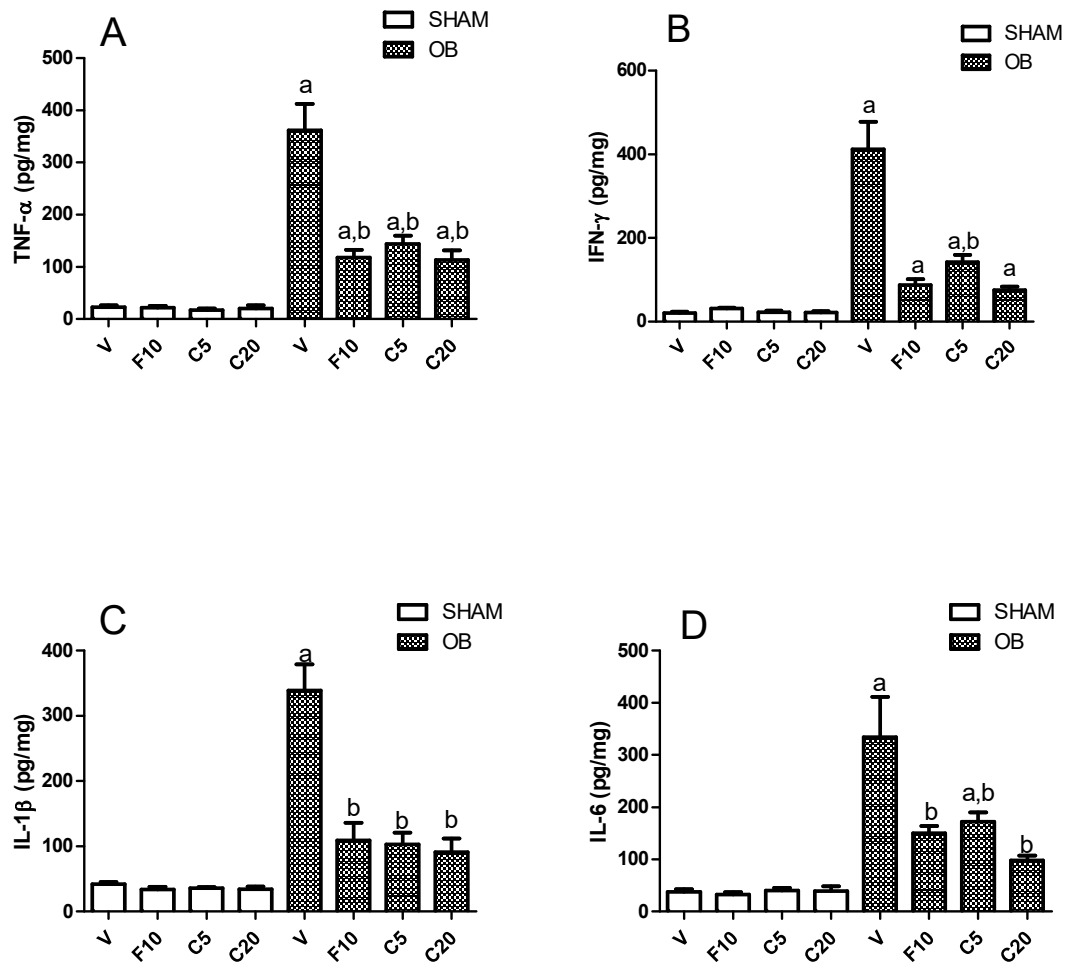 A
SHAM
OB
TNF-α (pg/mg)
500
400
300
200
100
0
a
a,b
a,b
a,b
V
F10
C5
C20
V
F10
C5
C20
B
SHAM
OB
IFN-γ (pg/mg)
600
400
200
0
a
a
a,b
a
V
F10
C5
C20
V
F10
C5
C20
C
SHAM
OB
IL-1β (pg/mg)
400
300
200
100
0
a
b
b
b
V
F10
C5
C20
V
F10
C5
C20
D
SHAM
OB
IL-6 (pg/mg)
500
400
300
200
100
0
a
b
a,b
b
V
F10
C5
C20
V
F10
C5
C20